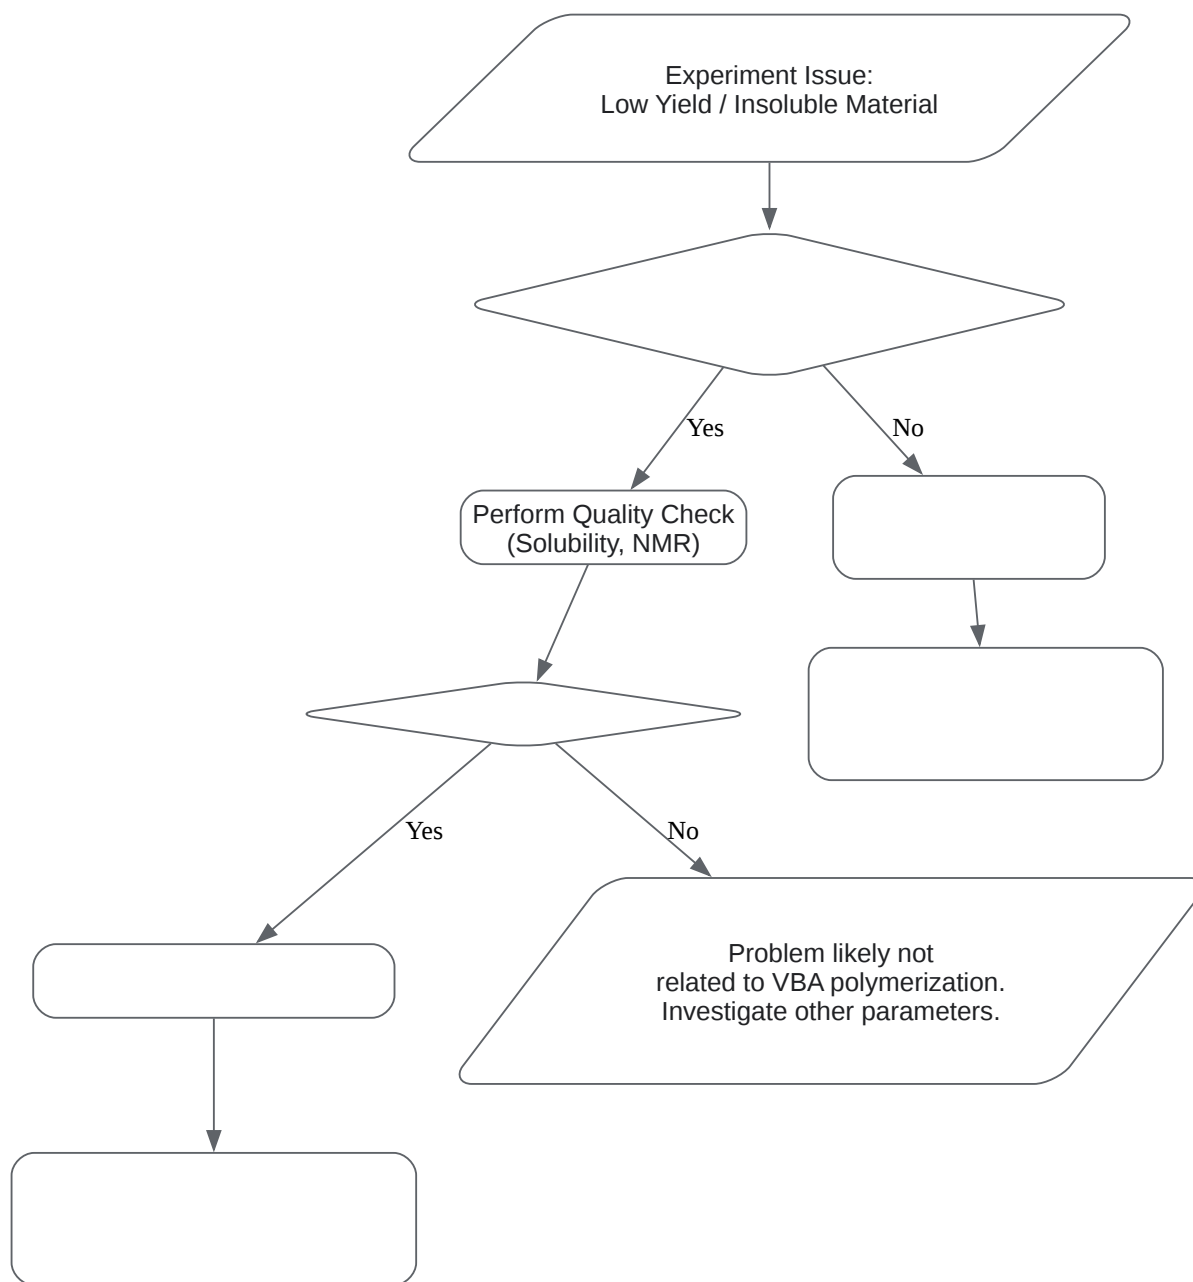 Experiment Issue:
Low Yield / Insoluble Material
Yes
No
Perform Quality Check
(Solubility, NMR)
Yes
No
Problem likely not
related to VBA polymerization.
Investigate other parameters.